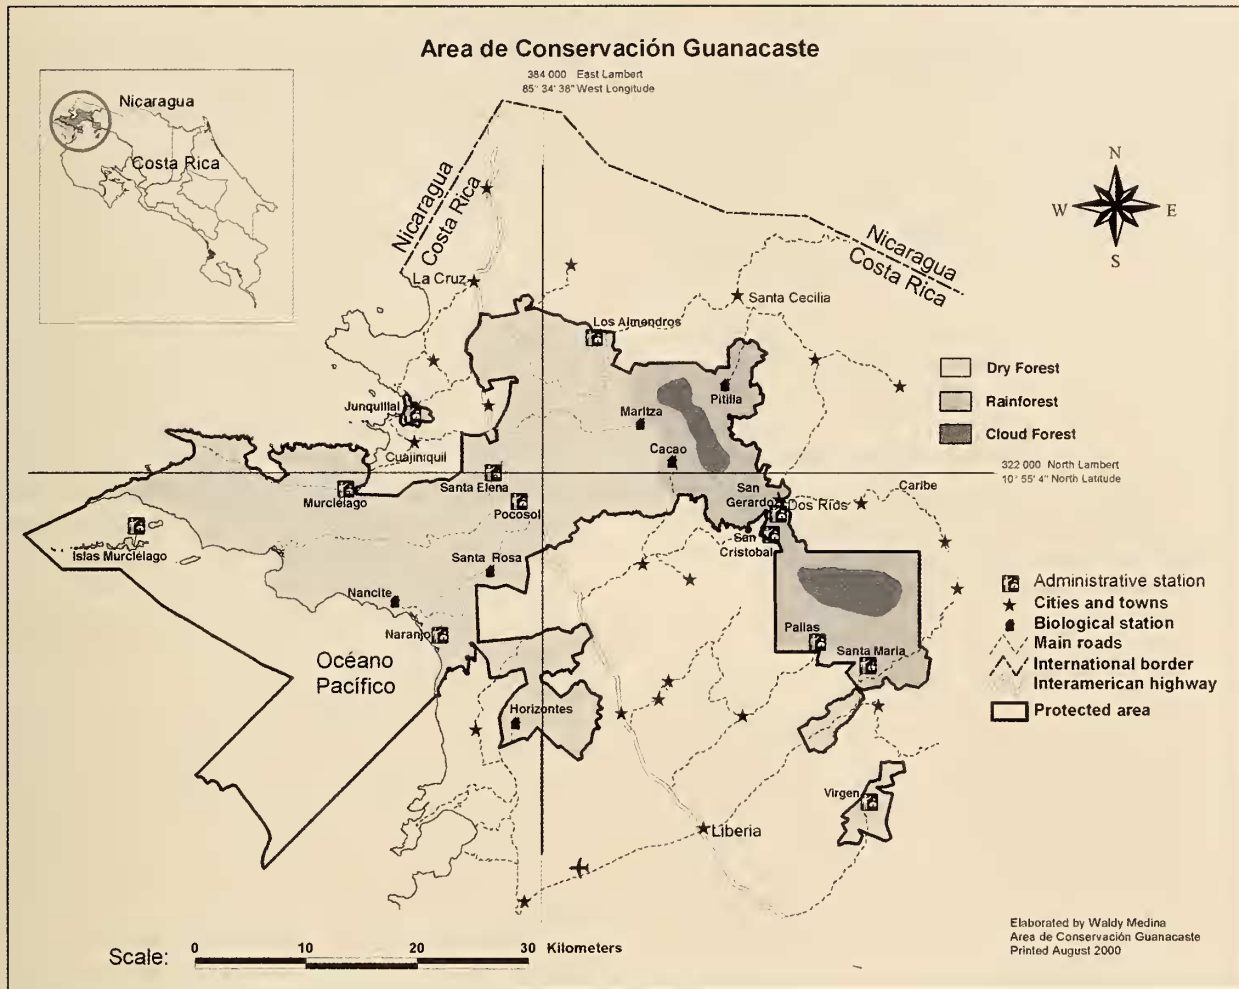 Area de Conservación Guanacaste
384 000 East Lambert
85° 34' 38" West Longitude
Nicaragua
Costa Rica
Nicaragua
Costa Rica
Nicaragua
Costa Rica
N
W
E
S
La Cruz
Santa Cecilia
Los Almendros
Pitilla
Junquillal
Maritza
Cuajiniquil
Cacao
Santa Elena
Murciélago
Pocosol
San
Gerardo
Dos Ríos
Caribe
San
Cristobal
Islas Murciélago
Santa Rosa
Nancite
Naranjo
Pailas
Santa Maria
Océano
Pacífico
Horizontes
Virgen
Liberia
Dry Forest
Rainforest
Cloud Forest
322 000 North Lambert
10° 55' 4" North Latitude
Administrative station
Cities and towns
Biological station
Main roads
International border
Interamerican highway
Protected area
Scale:
0
10
20
30
Kilometers
Elaborated by Waldy Medina
Area de Conservación Guanacaste
Printed August 2000